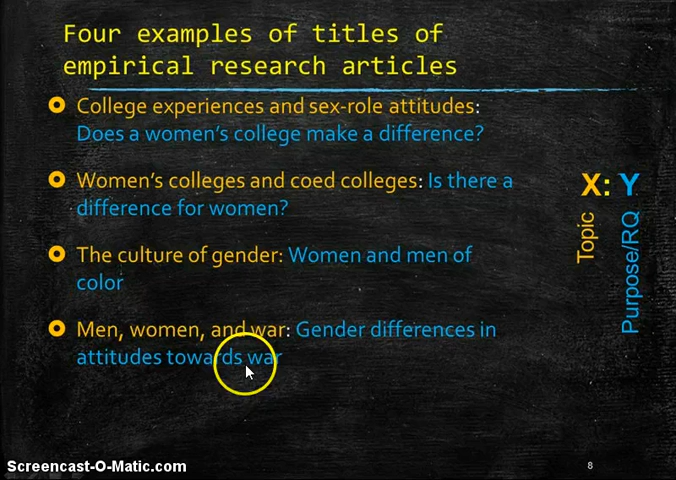 Four examples of titles of
empirical research articles
College experiences and sex-role attitudes:
Does a women's college make a difference?
Women's colleges and coed colleges: Is there a
difference for women?
The culture of gender: Women and men of
color
Men, women, and war: Gender differences in
attitudes towards war
X: Y
Topic
Purpose/RQ
8
Screencast-O-Matic.com